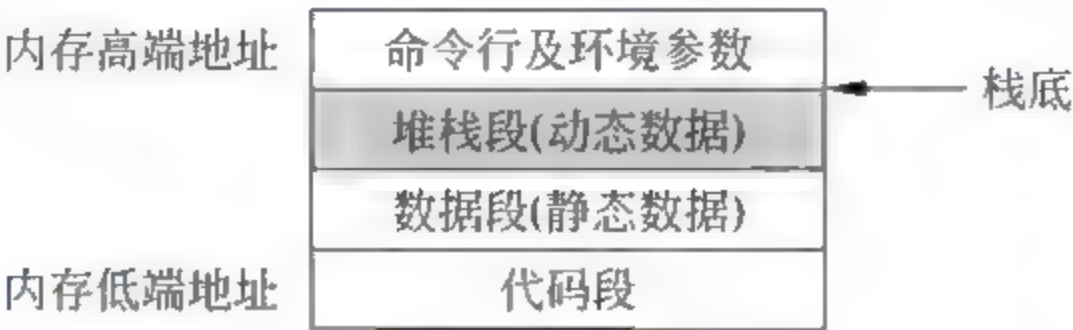 内存高端地址
命令行及环境参数
栈底
堆栈段(动态数据)
数据段(静态数据)
内存低端地址
代码段